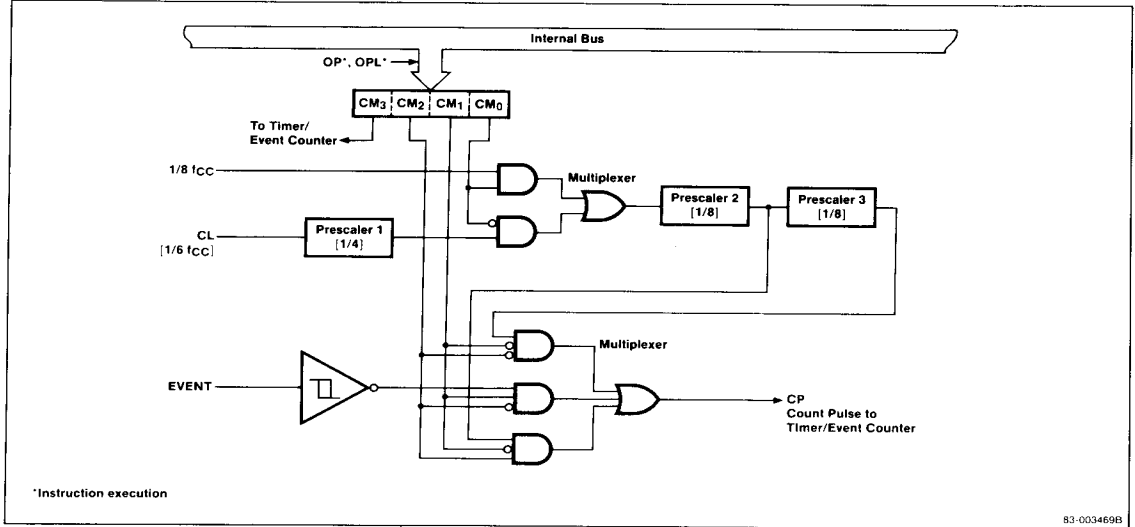 Internal Bus
OP*, OPL*
CM3 CM2 CM1 CM0
To Timer/
Event Counter
1/8 fCC
Multiplexer
Prescaler 2
[1/8]
Prescaler 3
[1/8]
CL
[1/6 fCC]
Prescaler 1
[1/4]
Multiplexer
EVENT
CP
Count Pulse to
Timer/Event Counter
*Instruction execution
83-003469B